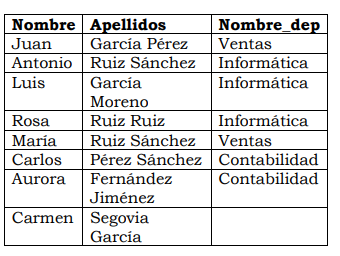 Nombre Apellidos Nombre_dep
Juan García Pérez Ventas
Antonio Ruiz Sánchez Informática
Luis García Informática
Moreno
Rosa Ruiz Ruiz Informática
María Ruiz Sánchez Ventas
Carlos Pérez Sánchez Contabilidad
Aurora Fernández Contabilidad
Jiménez
Carmen Segovia
García